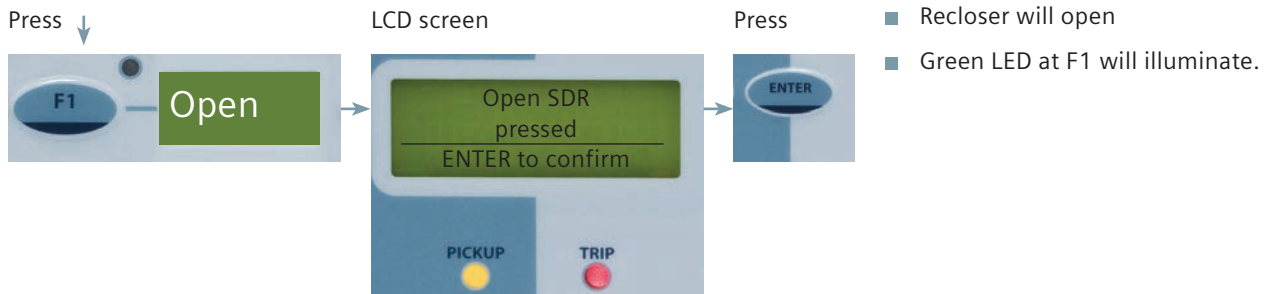 Press
F1
Open
LCD screen
Open SDR
pressed
ENTER to confirm
PICKUP
TRIP
Press
ENTER
Recloser will open
Green LED at F1 will illuminate.